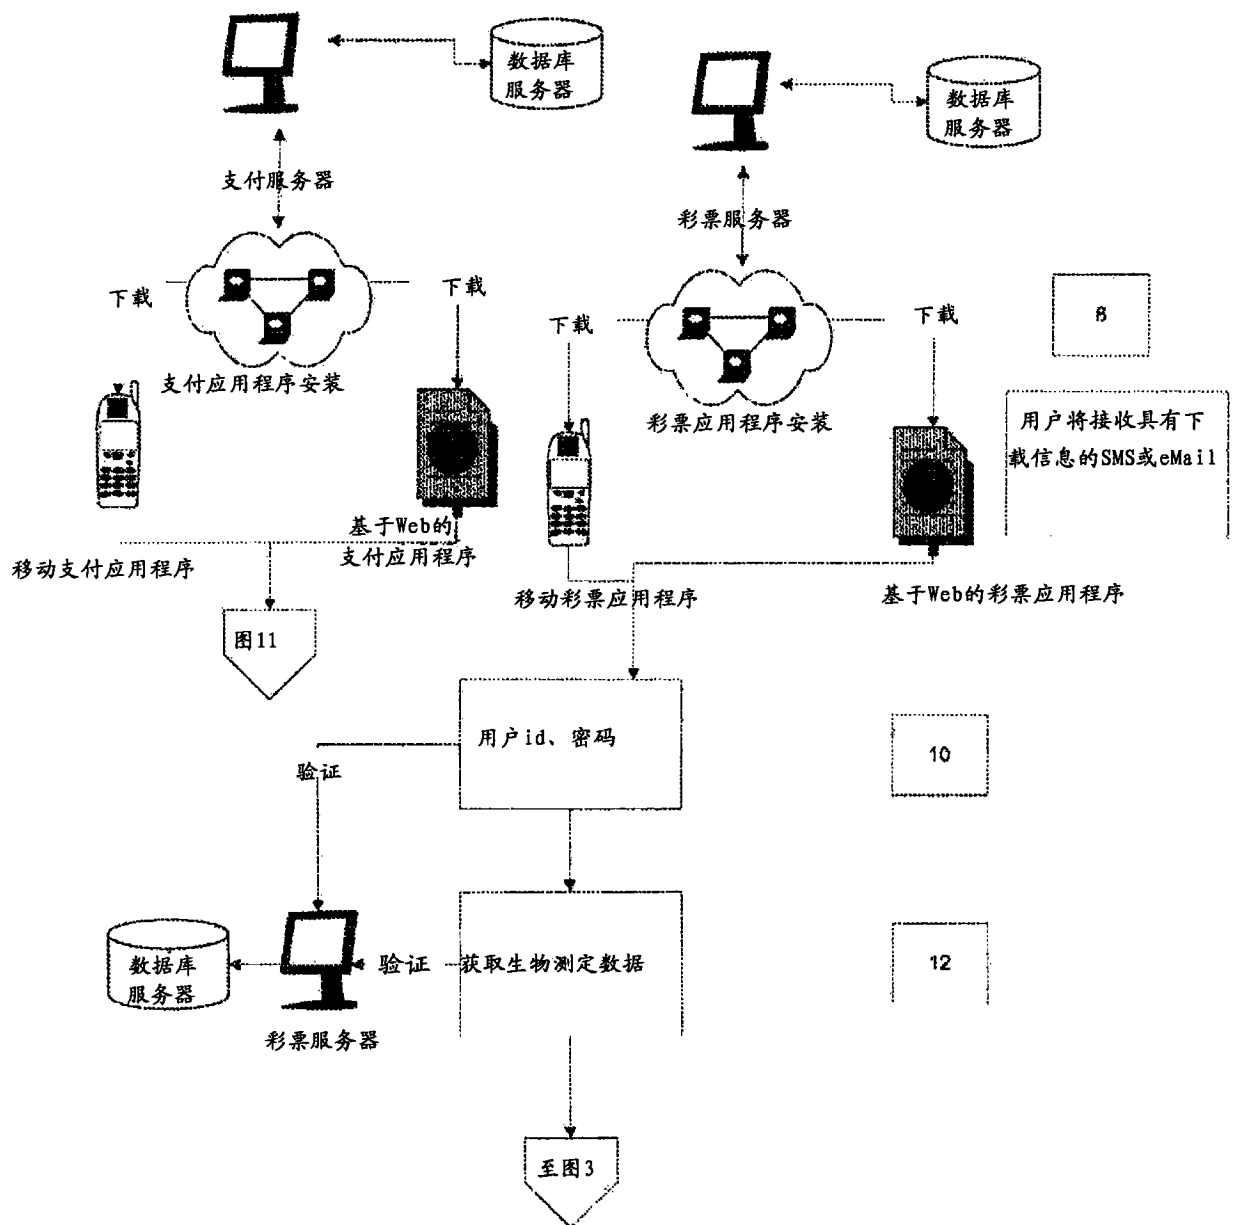 数据库
服务器
数据库
服务器
支付服务器
彩票服务器
下载
下载
下载
下载
8
支付应用程序安装
彩票应用程序安装
用户将接收具有下
载信息的SMS或eMail
基于Web的
支付应用程序
移动支付应用程序
移动彩票应用程序
基于Web的彩票应用程序
图11
用户id、密码
10
验证
数据库
服务器
验证
获取生物测定数据
12
彩票服务器
至图3